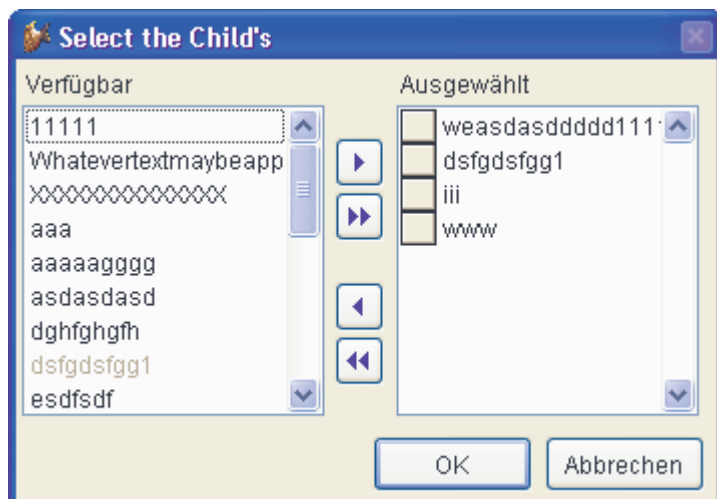 Select the Child's
Verfügbar
11111
Whatevertextmaybeapp
XXXXXXXXXXXXXX
aaa
aaaaagggg
asdasdasd
dghfghgfh
dsfgdsfgg1
esdfsdf
Ausgewählt
weasdasddddd111
dsfgdsfgg1
iii
www
OK
Abbrechen